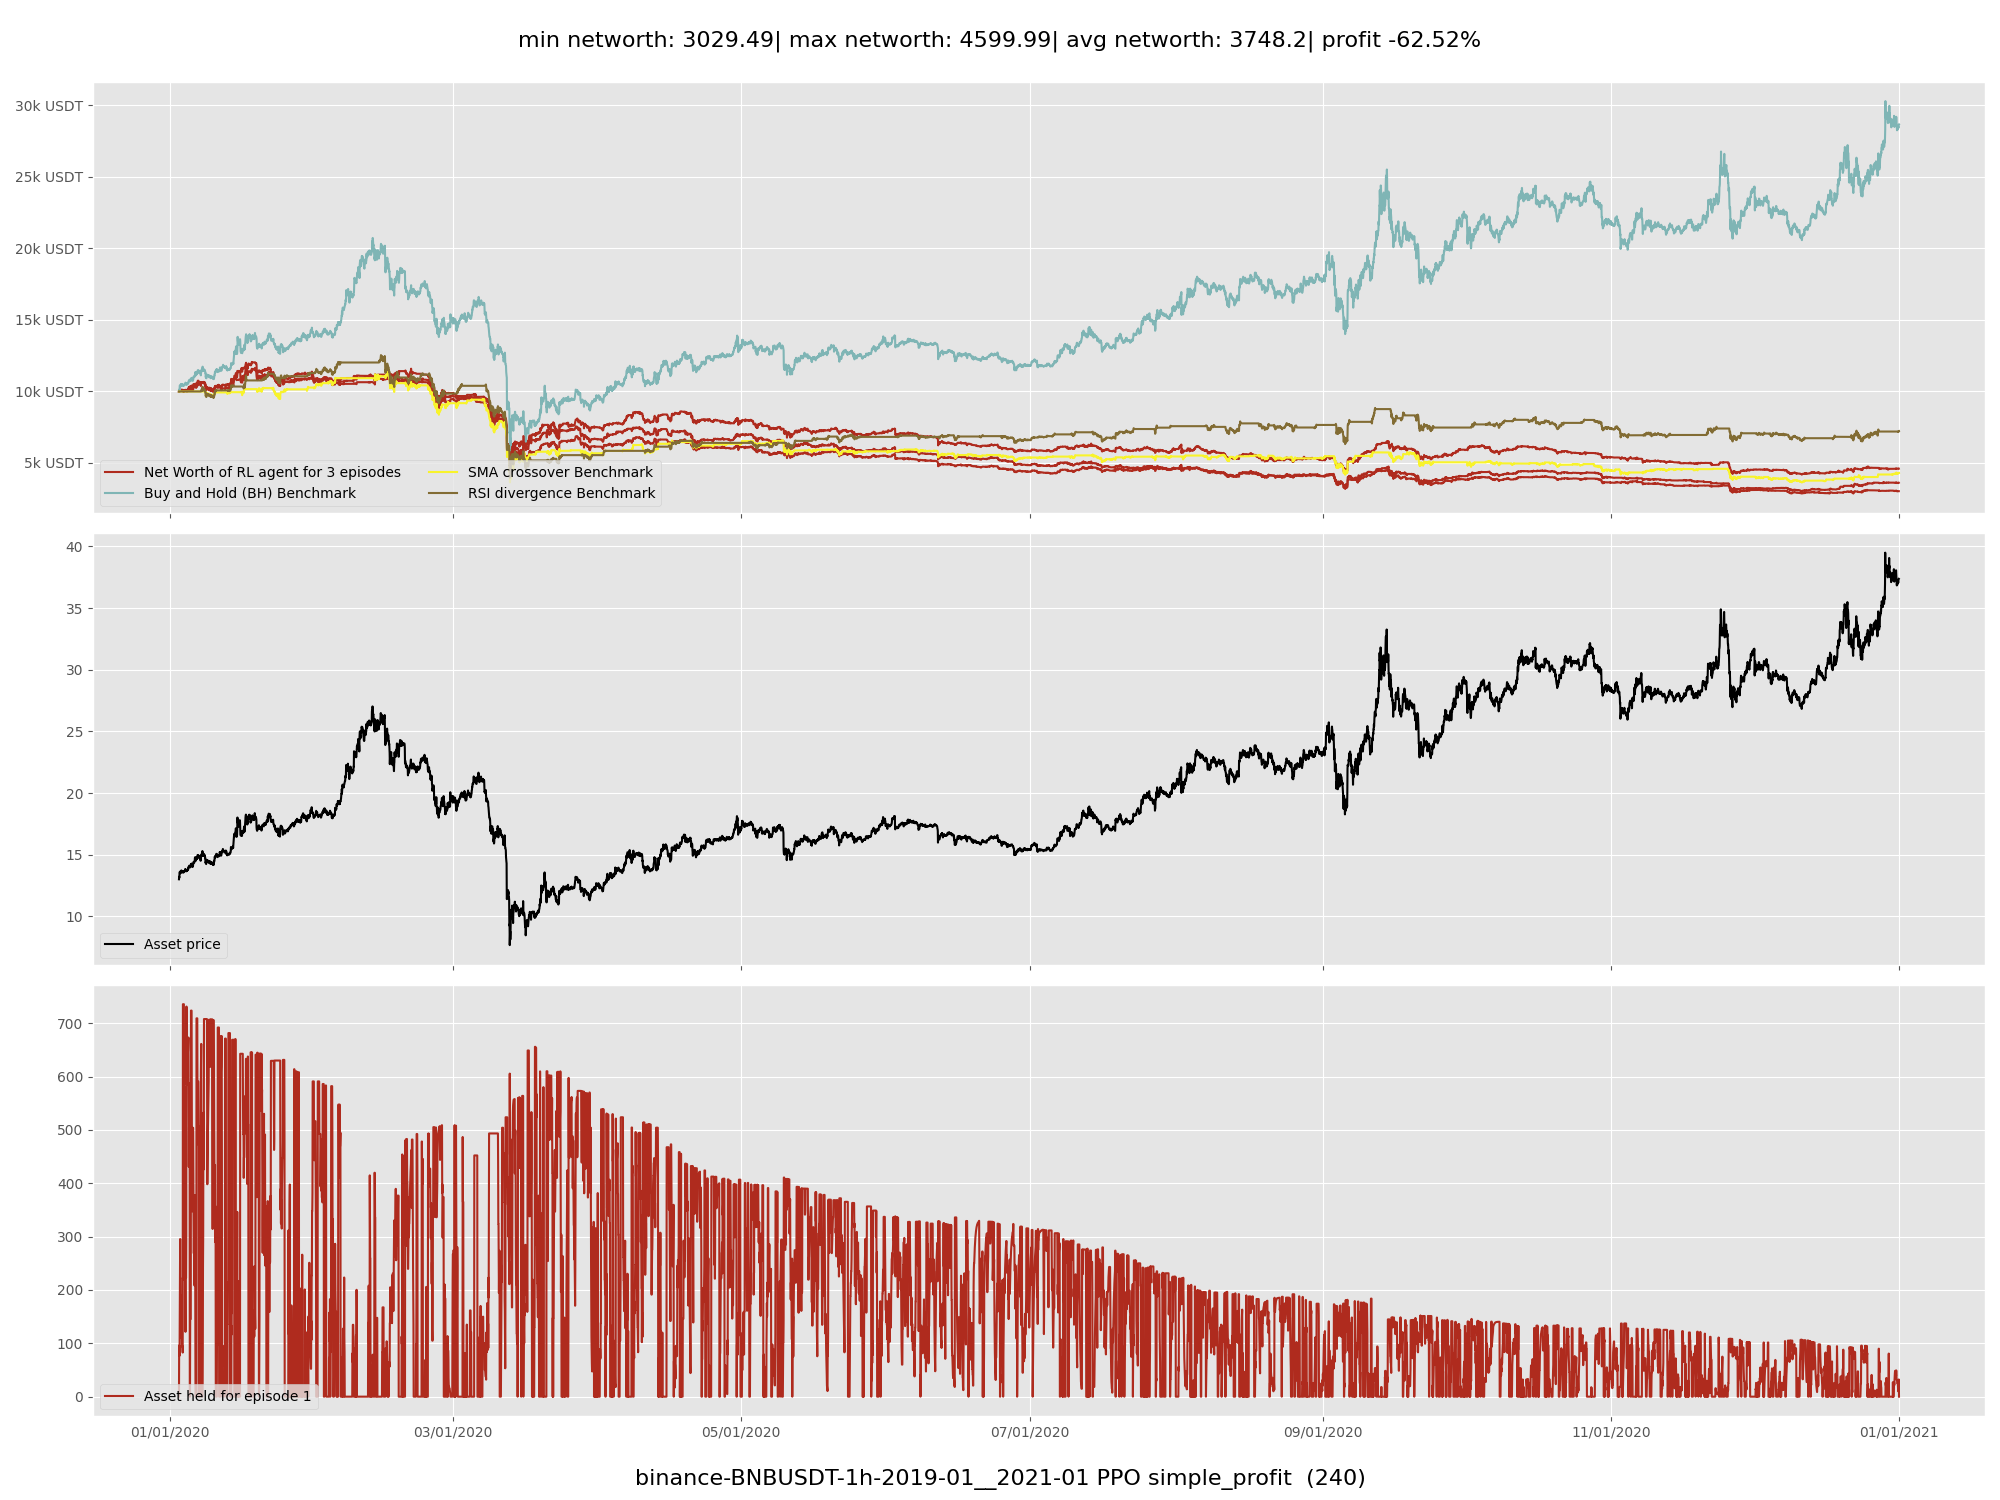 min networth: 3029.49| max networth: 4599.99| avg networth: 3748.2| profit -62.52%
30k USDT
25k USDT
20k USDT
15k USDT
10k USDT
5k USDT
Net Worth of RL agent for 3 episodes
Buy and Hold (BH) Benchmark
SMA crossover Benchmark
RSI divergence Benchmark
40
35
30
25
20
15
10
Asset price
700
600
500
400
300
200
100
0
Asset held for episode 1
01/01/2020 03/01/2020 05/01/2020 07/01/2020 09/01/2020 11/01/2020 01/01/2021
binance-BNBUSDT-1h-2019-01__2021-01 PPO simple_profit  (240)